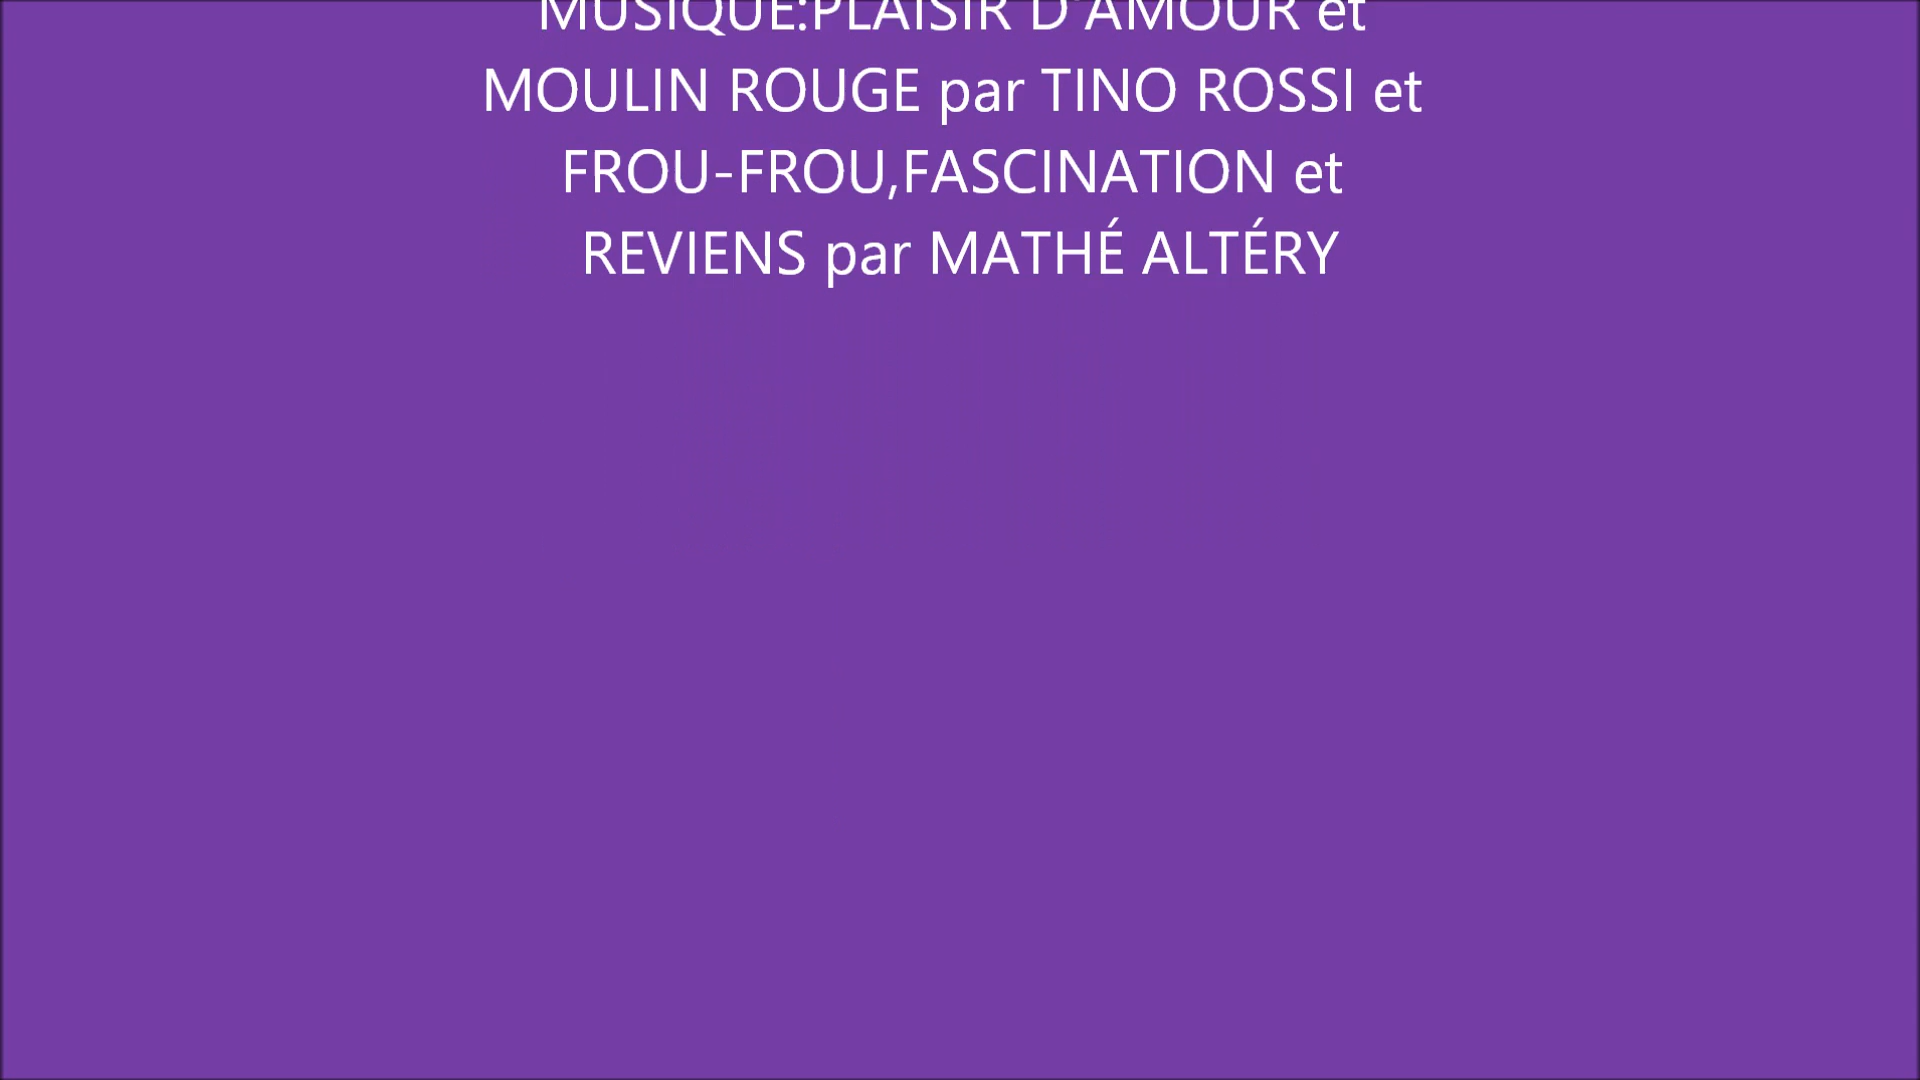 MUSIQUE:PLAISIR D'AMOUR et
MOULIN ROUGE par TINO ROSSI et
FROU-FROU,FASCINATION et
REVIENS par MATHÉ ALTÉRY